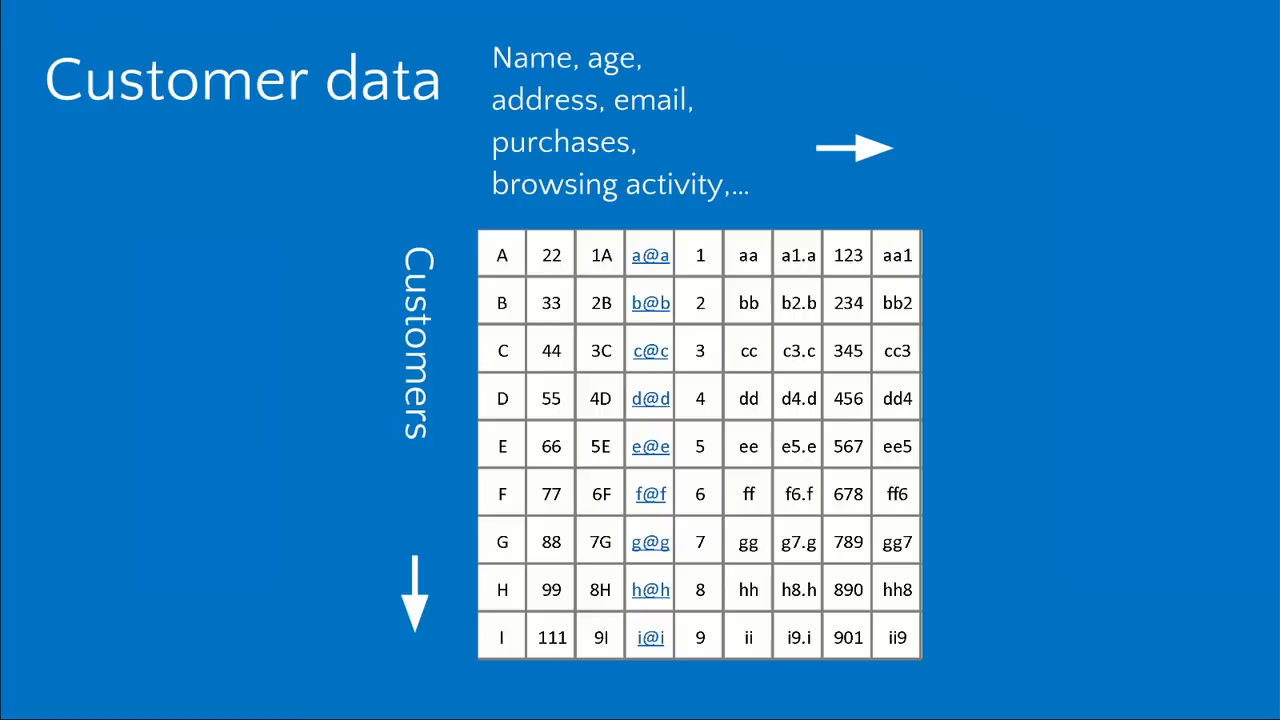 Customer data
Name, age,
address, email,
purchases,
browsing activity,...
Customers
A 22 1A a@a 1 aa a1.a 123 aa1
B 33 2B b@b 2 bb b2.b 234 bb2
C 44 3C c@c 3 cc c3.c 345 cc3
D 55 4D d@d 4 dd d4.d 456 dd4
E 66 5E e@e 5 ee e5.e 567 ee5
F 77 6F f@f 6 ff f6.f 678 ff6
G 88 7G g@g 7 gg g7.g 789 gg7
H 99 8H h@h 8 hh h8.h 890 hh8
I 111 9I i@i 9 ii i9.i 901 ii9